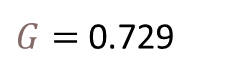 G = 0.729